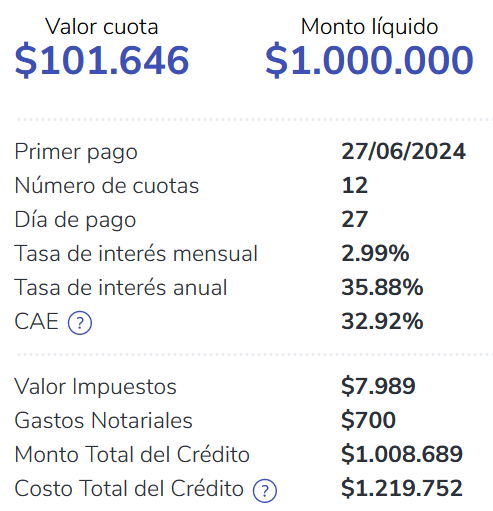 Valor cuota Monto líquido
$101.646 $1.000.000
Primer pago 27/06/2024
Número de cuotas 12
Día de pago 27
Tasa de interés mensual 2.99%
Tasa de interés anual 35.88%
CAE ? 32.92%
Valor Impuestos $7.989
Gastos Notariales $700
Monto Total del Crédito $1.008.689
Costo Total del Crédito ? $1.219.752